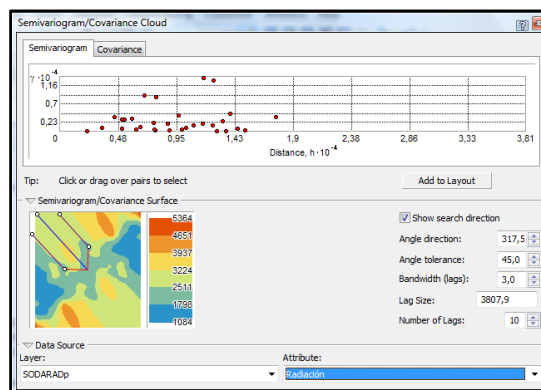 Semivariogram/Covariance Cloud
Semivariogram Covariance
γ ·10⁻⁴
1,16
0,7
0,23
0 0,48 0,95 1,43 1,9 2,38 2,86 3,33 3,81
Distance, h ·10⁻⁴
Tip: Click or drag over pairs to select
Add to Layout
Semivariogram/Covariance Surface
5364
4651
3937
3224
2511
1798
1084
Show search direction
Angle direction: 317,5
Angle tolerance: 45,0
Bandwidth (lags): 3,0
Lag Size: 3807,9
Number of Lags: 10
Data Source
Layer: Attribute:
SODARADp Radiación